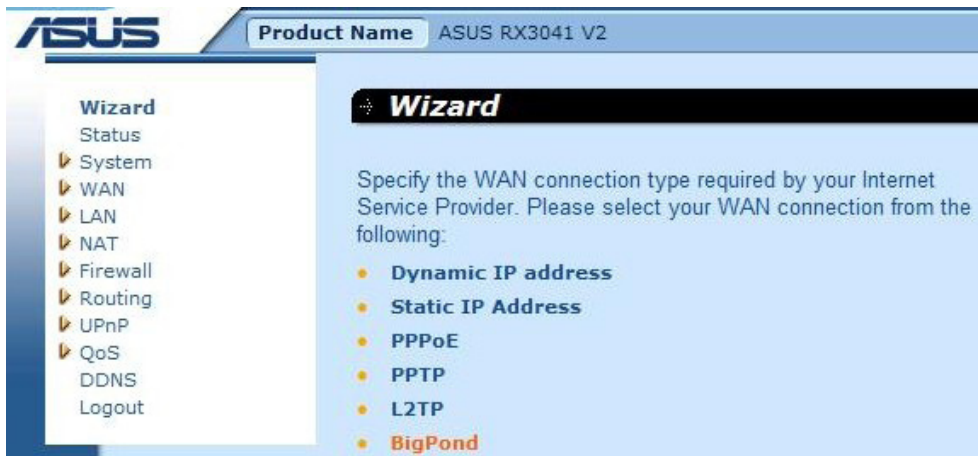 ASUS
Product Name ASUS RX3041 V2
Wizard
Status
System
WAN
LAN
NAT
Firewall
Routing
UPnP
QoS
DDNS
Logout
Wizard
Specify the WAN connection type required by your Internet
Service Provider. Please select your WAN connection from the
following:
Dynamic IP address
Static IP Address
PPPoE
PPTP
L2TP
BigPond